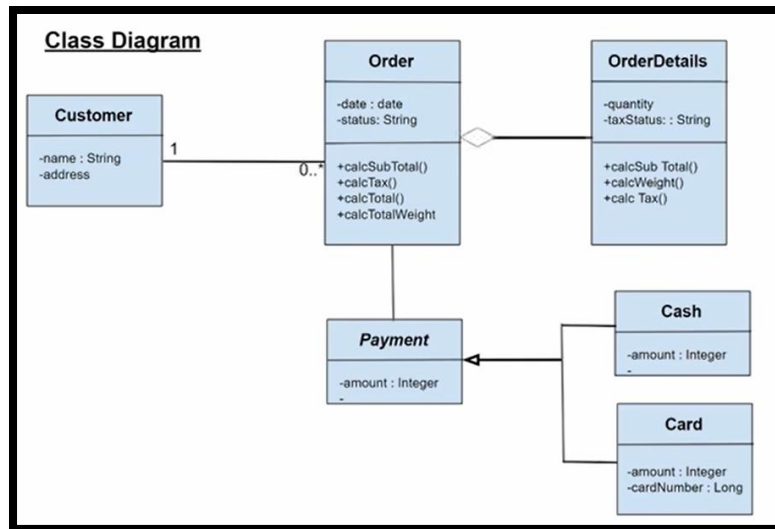 Class Diagram
Customer
-name : String
-address
1
0..*
Order
-date : date
-status: String
+calcSubTotal()
+calcTax()
+calcTotal()
+calcTotalWeight
OrderDetails
-quantity
-taxStatus: : String
+calcSub Total()
+calcWeight()
+calc Tax()
Payment
-amount : Integer
-
Cash
-amount : Integer
-
Card
-amount : Integer
-cardNumber : Long